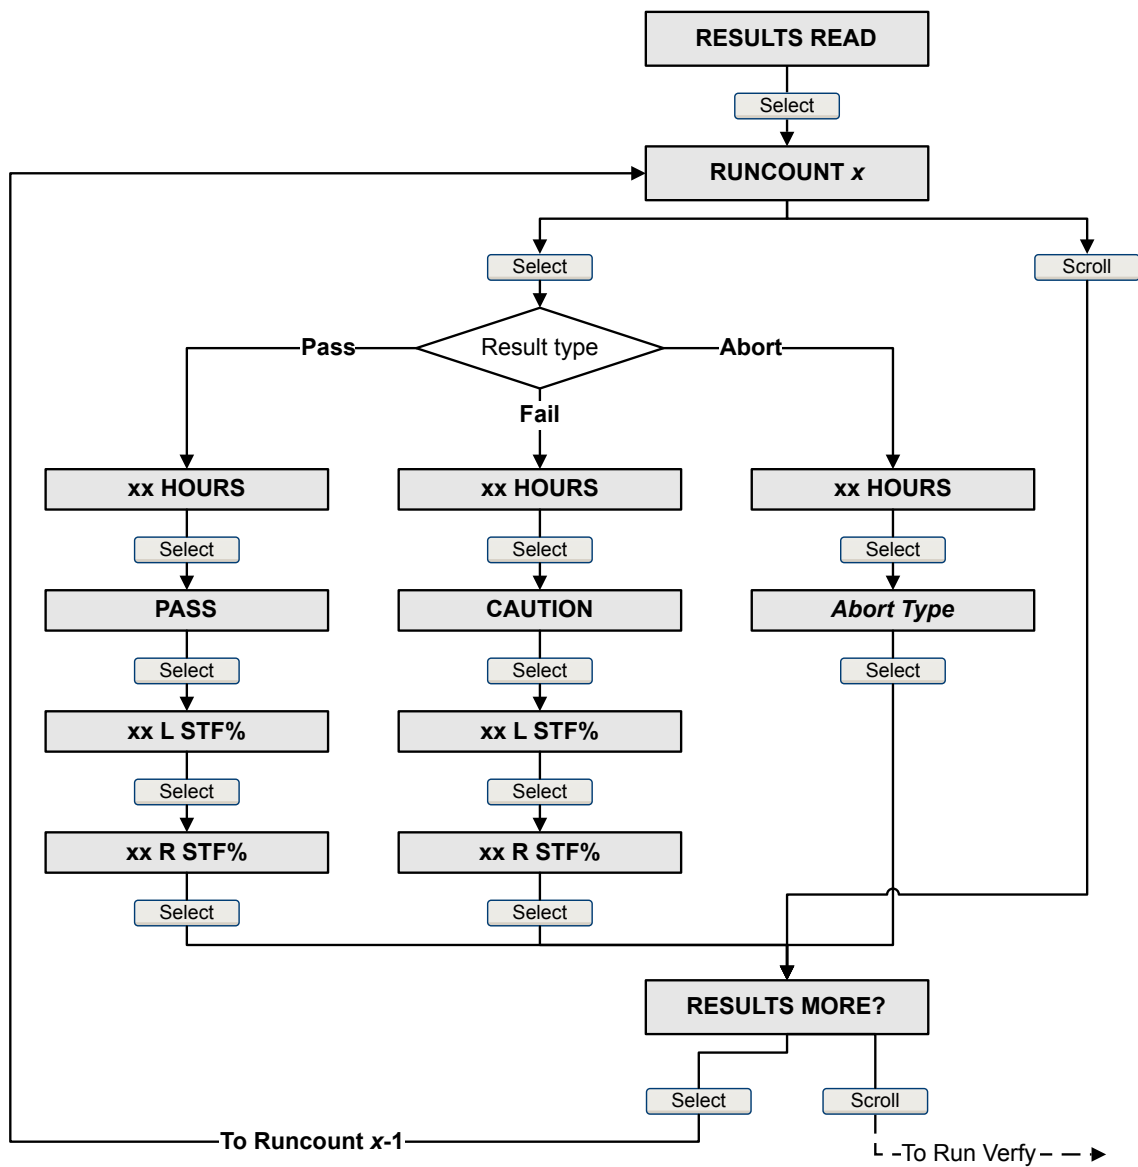 RESULTS READ
Select
RUNCOUNT x
Select
Scroll
Pass
Result type
Abort
Fail
xx HOURS
xx HOURS
xx HOURS
Select
Select
Select
PASS
CAUTION
Abort Type
Select
Select
Select
xx L STF%
xx L STF%
Select
Select
xx R STF%
xx R STF%
Select
Select
RESULTS MORE?
Select
Scroll
To Runcount x-1
To Run Verfy